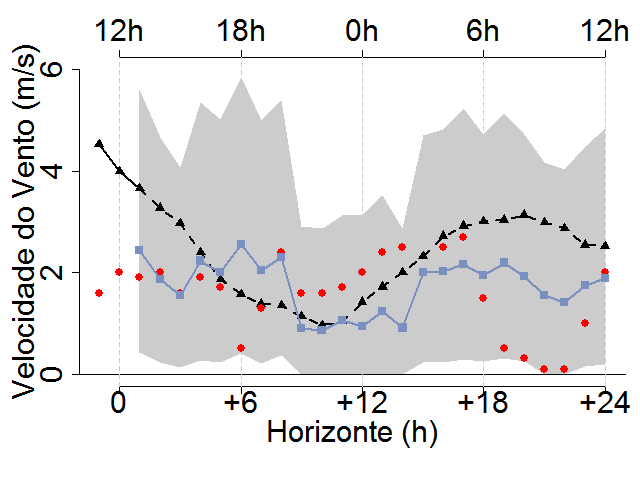 12h 18h 0h 6h 12h
Velocidade do Vento (m/s)
6
4
2
0
0 +6 +12 +18 +24
Horizonte (h)